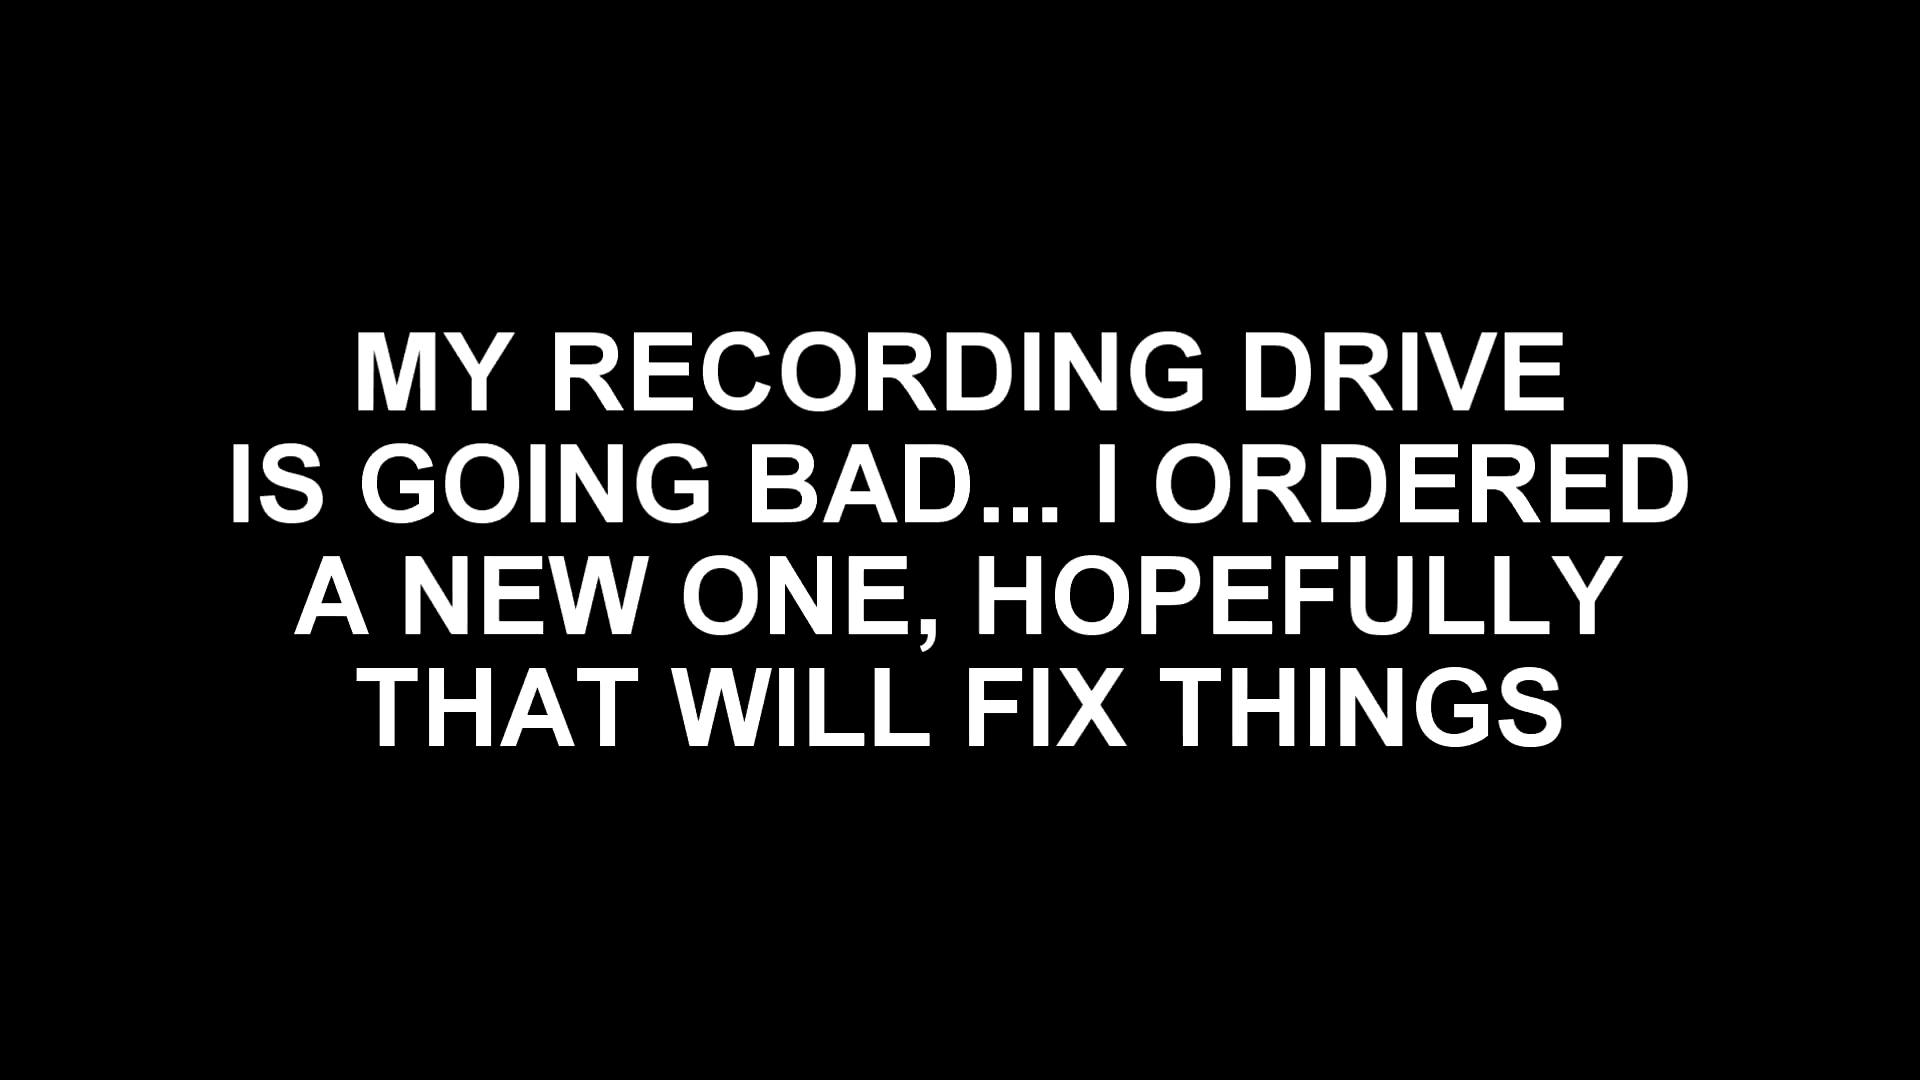 MY RECORDING DRIVE
IS GOING BAD... I ORDERED
A NEW ONE, HOPEFULLY
THAT WILL FIX THINGS